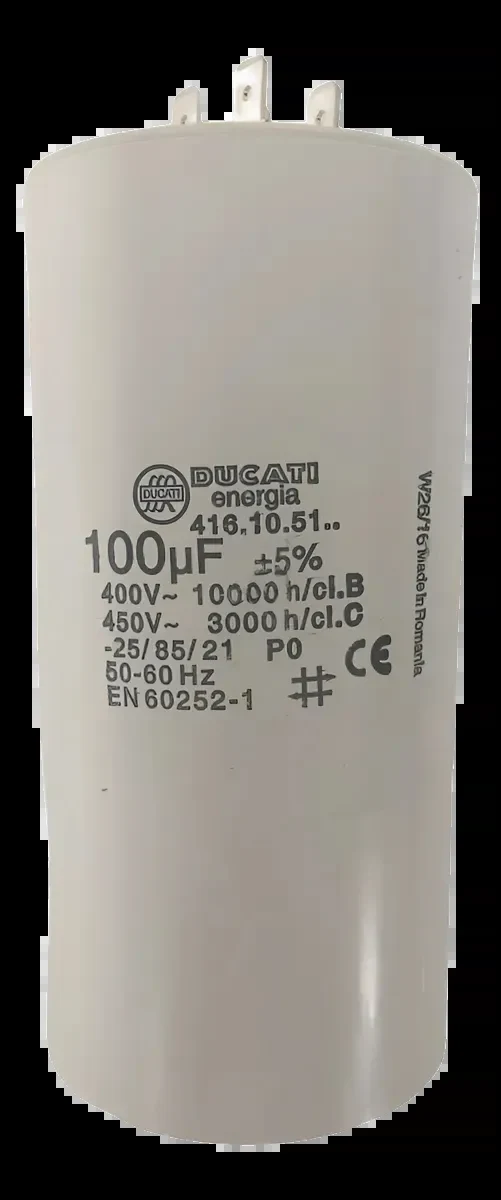 DUCATI
DUCATI
energia
416.10.51..
100µF ±5%
400V~ 10000 h/cl.B
450V~ 3000 h/cl.C
-25/85/21 P0
50-60 Hz
EN 60252-1
CE
W26/16 Made In Romania